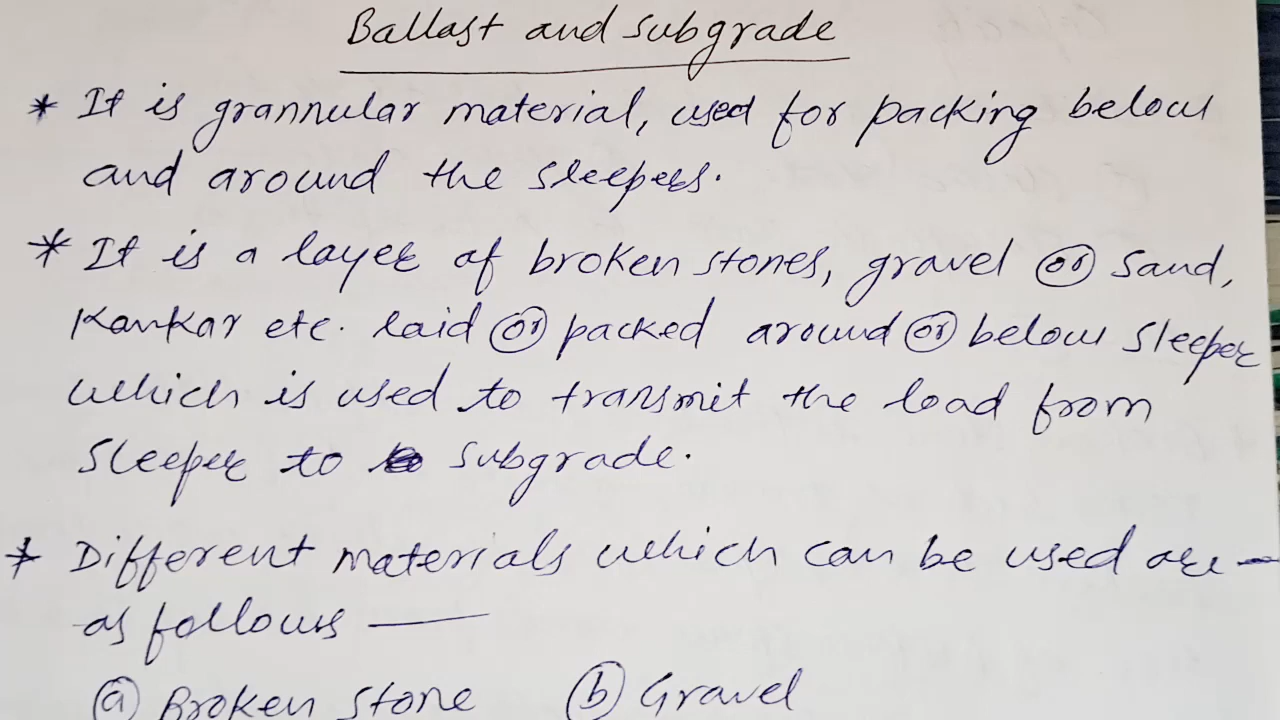 Ballast and subgrade
* It is grannular material, used for packing below
and around the sleepers.
* It is a layer of broken stones, gravel (or) sand,
Kankar etc. laid (or) packed around (or) below sleeper
which is used to transmit the load from
sleeper to subgrade.
* Different materials which can be used are -
as follows —
(a) Broken stone (b) Gravel